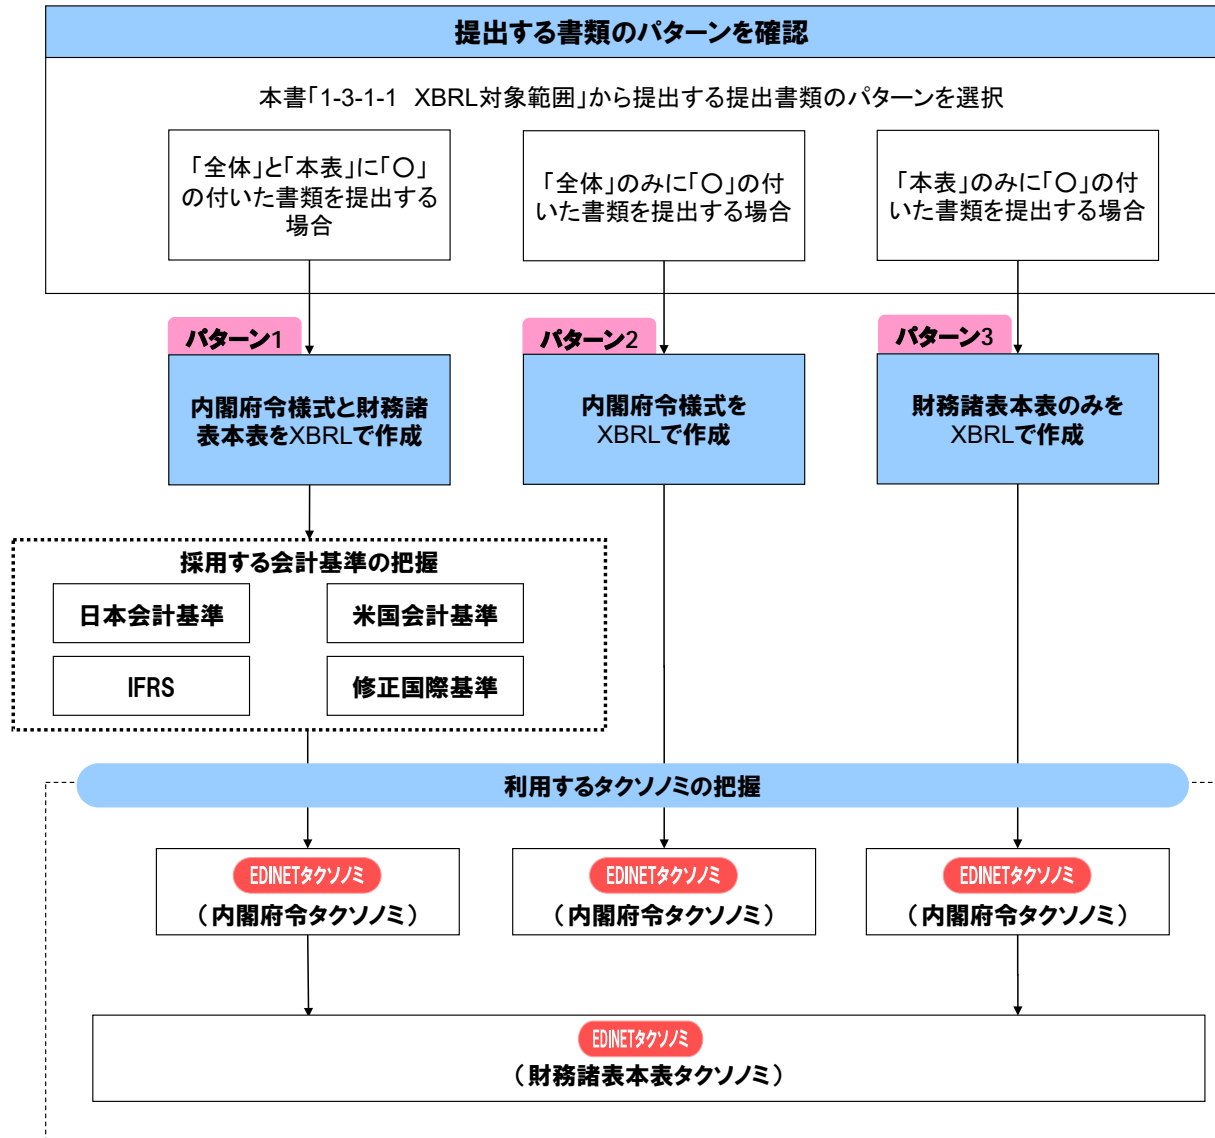 提出する書類のパターンを確認
本書「1-3-1-1 XBRL対象範囲」から提出する提出書類のパターンを選択
「全体」と「本表」に「〇」
の付いた書類を提出する
場合
「全体」のみに「〇」の付
いた書類を提出する場合
「本表」のみに「〇」の付
いた書類を提出する場合
パターン1
パターン2
パターン3
内閣府令様式と財務諸
表本表をXBRLで作成
内閣府令様式を
XBRLで作成
財務諸表本表のみを
XBRLで作成
採用する会計基準の把握
日本会計基準
米国会計基準
IFRS
修正国際基準
利用するタクソノミの把握
EDINETタクソノミ
（内閣府令タクソノミ）
EDINETタクソノミ
（内閣府令タクソノミ）
EDINETタクソノミ
（内閣府令タクソノミ）
EDINETタクソノミ
（財務諸表本表タクソノミ）